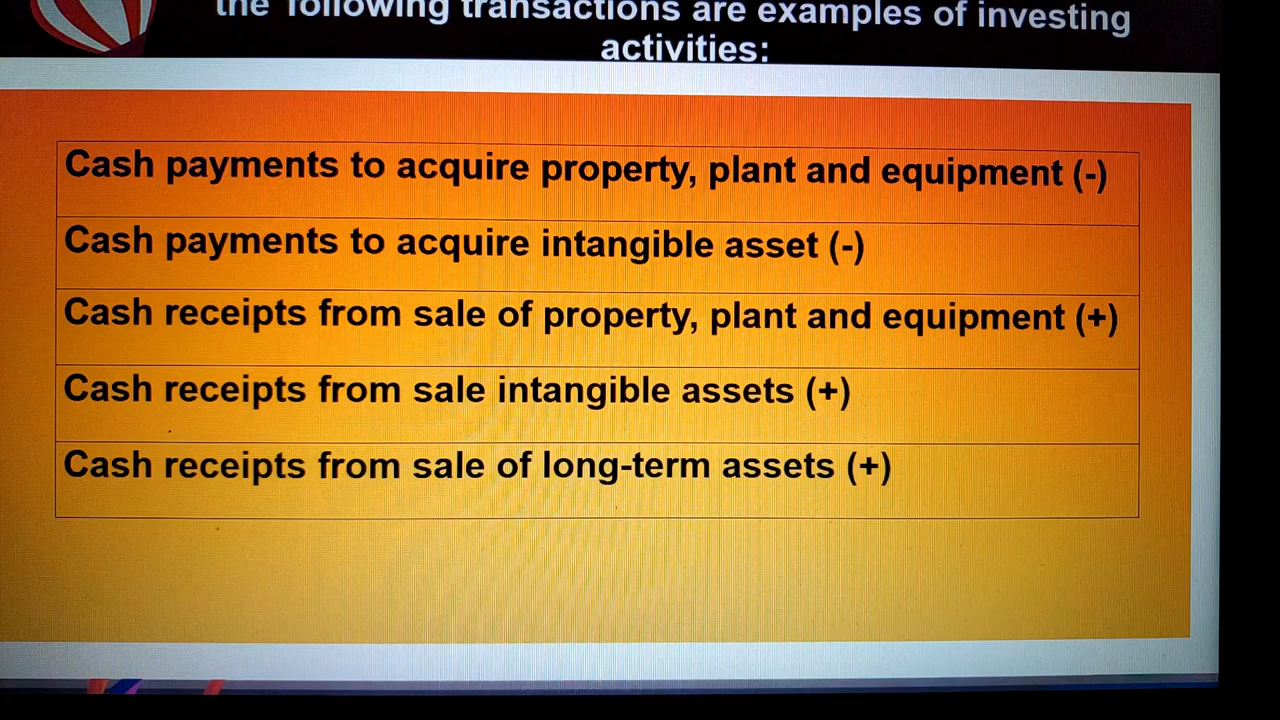 the following transactions are examples of investing
activities:
Cash payments to acquire property, plant and equipment (-)
Cash payments to acquire intangible asset (-)
Cash receipts from sale of property, plant and equipment (+)
Cash receipts from sale intangible assets (+)
Cash receipts from sale of long-term assets (+)